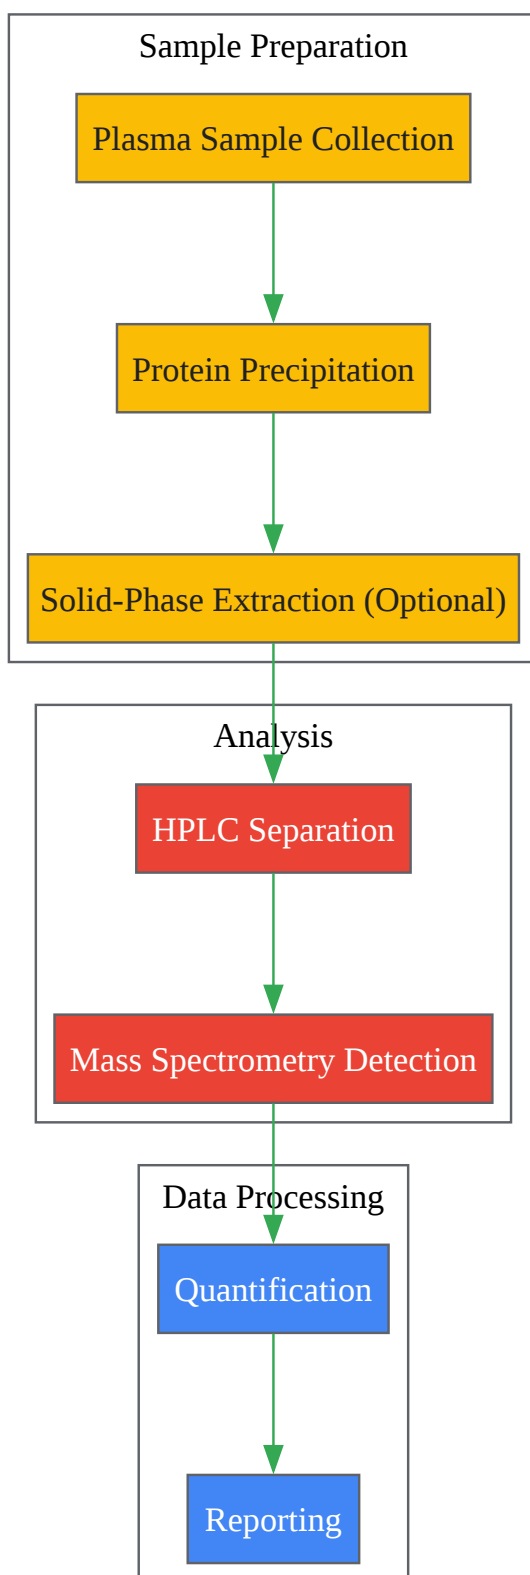 Sample Preparation
Plasma Sample Collection
Protein Precipitation
Solid-Phase Extraction (Optional)
Analysis
HPLC Separation
Mass Spectrometry Detection
Data Processing
Quantification
Reporting